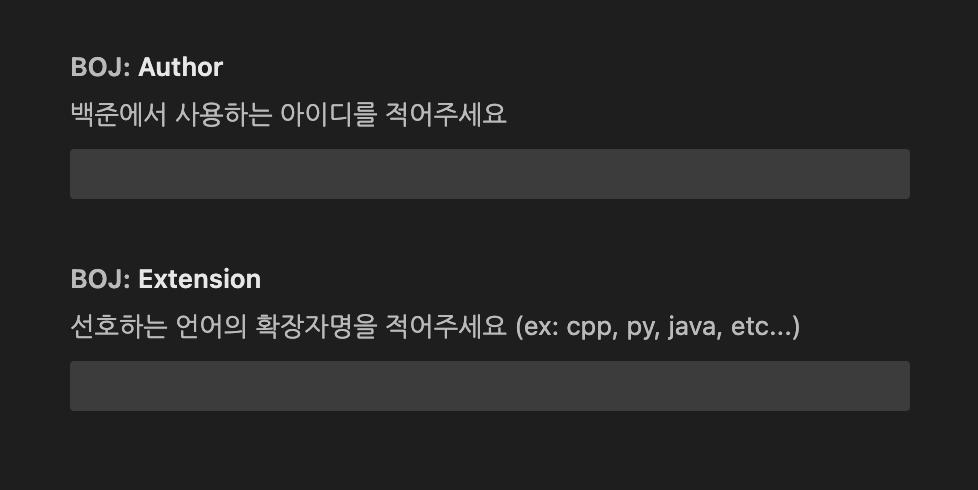 BOJ: Author
백준에서 사용하는 아이디를 적어주세요
BOJ: Extension
선호하는 언어의 확장자명을 적어주세요 (ex: cpp, py, java, etc...)